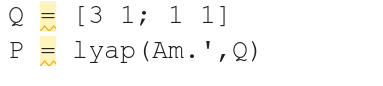 Q = [3 1; 1 1]
P = lyap(Am.',Q)